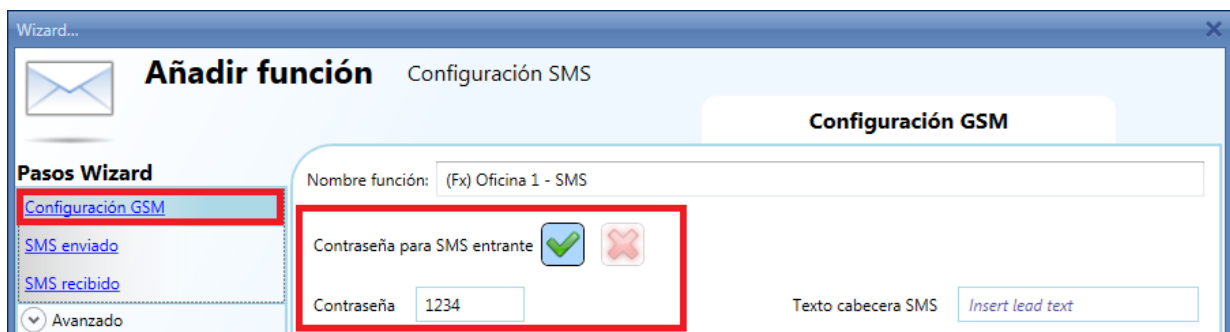 Wizard...
Añadir función
Configuración SMS
Configuración GSM
Pasos Wizard
Configuración GSM
SMS enviado
SMS recibido
Avanzado
Nombre función: (Fx) Oficina 1 - SMS
Contraseña para SMS entrante
Contraseña 1234
Texto cabecera SMS Insert lead text